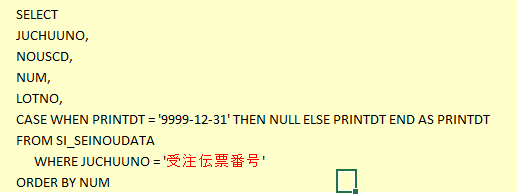 SELECT
JUCHUUNO,
NOUSCD,
NUM,
LOTNO,
CASE WHEN PRINTDT = '9999-12-31' THEN NULL ELSE PRINTDT END AS PRINTDT
FROM SI_SEINOUDATA
WHERE JUCHUUNO = '受注伝票番号'
ORDER BY NUM